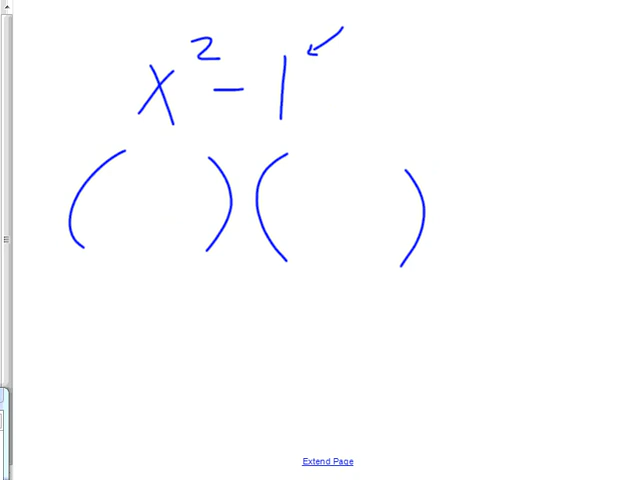 x² - 1
( ) ( )
Extend Page